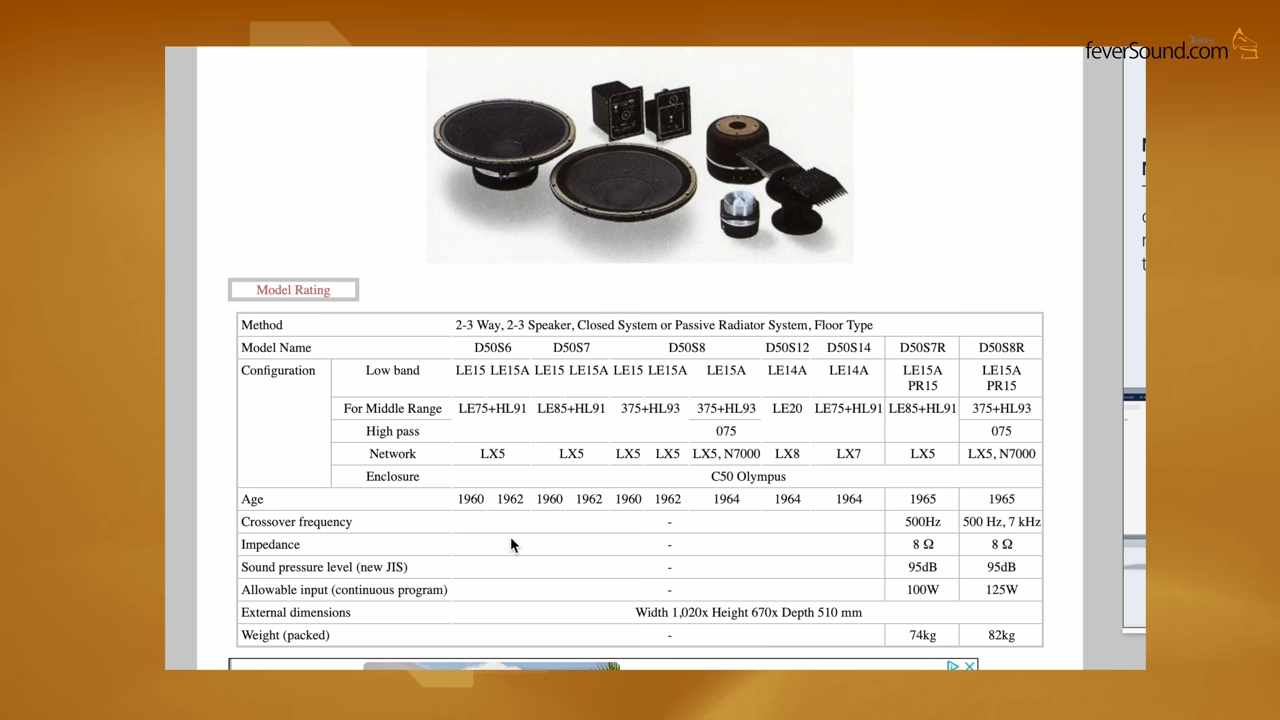 feverSound.com
Model Rating
Method 2-3 Way, 2-3 Speaker, Closed System or Passive Radiator System, Floor Type
Model Name D50S6 D50S7 D50S8 D50S12 D50S14 D50S7R D50S8R
Configuration Low band LE15 LE15A LE15 LE15A LE15 LE15A LE15A LE14A LE14A LE15A LE15A
PR15 PR15
For Middle Range LE75+HL91 LE85+HL91 375+HL93 375+HL93 LE20 LE75+HL91 LE85+HL91 375+HL93
High pass 075 075
Network LX5 LX5 LX5 LX5 LX5, N7000 LX8 LX7 LX5 LX5, N7000
Enclosure C50 Olympus
Age 1960 1962 1960 1962 1960 1962 1964 1964 1964 1965 1965
Crossover frequency - 500Hz 500 Hz, 7 kHz
Impedance - 8 Ω 8 Ω
Sound pressure level (new JIS) - 95dB 95dB
Allowable input (continuous program) - 100W 125W
External dimensions Width 1,020x Height 670x Depth 510 mm
Weight (packed) - 74kg 82kg